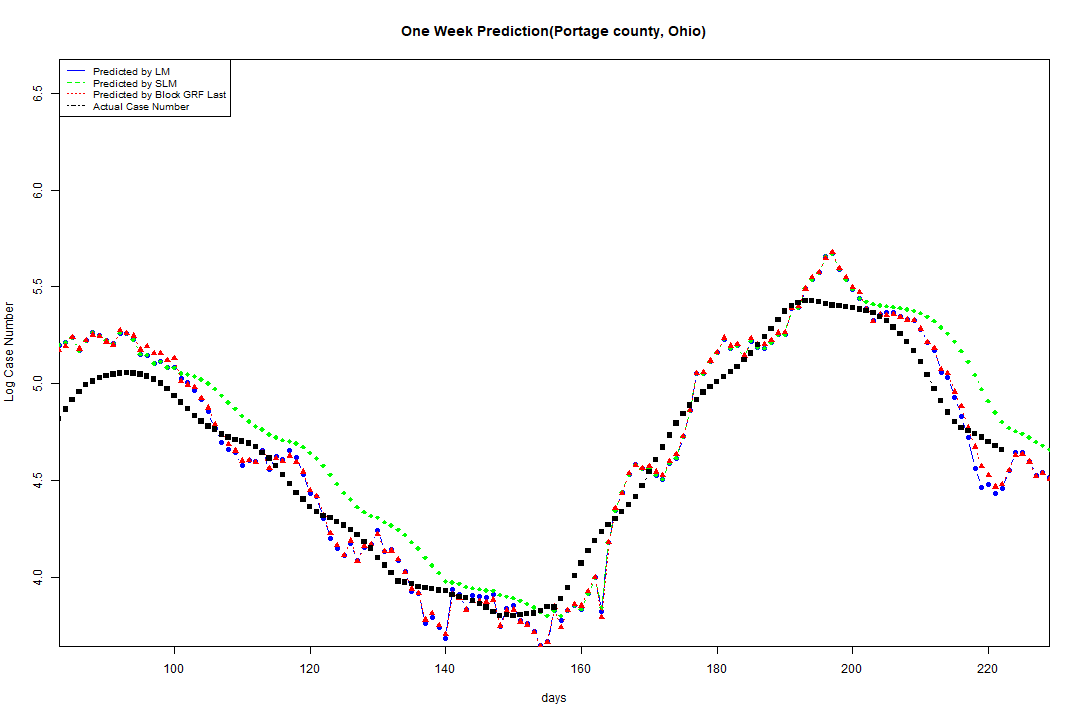 One Week Prediction(Portage county, Ohio)
Predicted by LM
Predicted by SLM
Predicted by Block GRF Last
Actual Case Number
6.5
6.0
5.5
5.0
4.5
4.0
Log Case Number
100 120 140 160 180 200 220
days